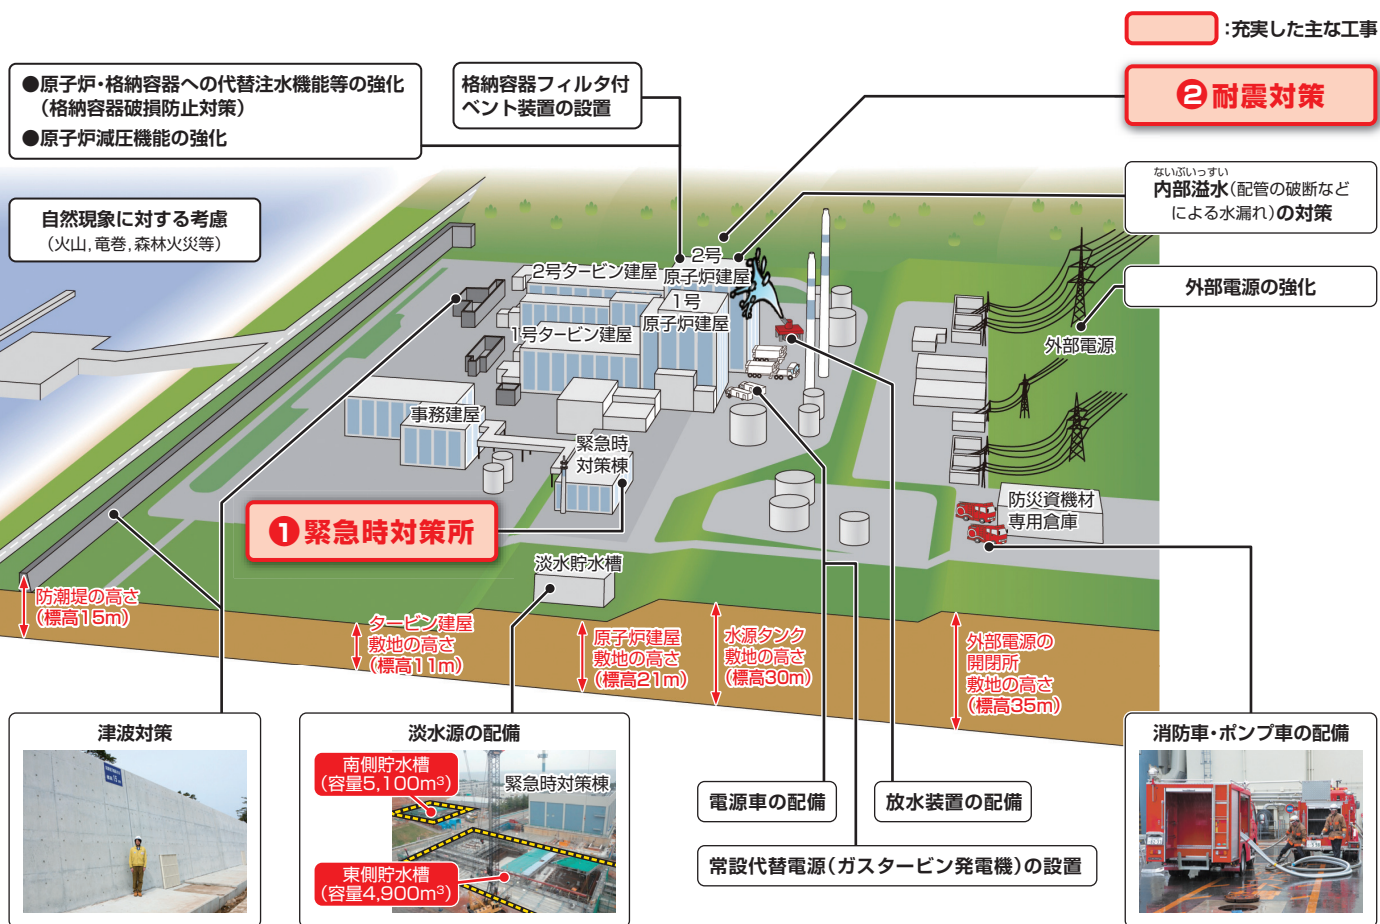 :充実した主な工事
●原子炉・格納容器への代替注水機能等の強化
(格納容器破損防止対策)
●原子炉減圧機能の強化
格納容器フィルタ付
ベント装置の設置
❷耐震対策
自然現象に対する考慮
(火山,竜巻,森林火災等)
ないぶいっすい
内部溢水(配管の破断など
による水漏れ)の対策
外部電源の強化
2号
原子炉建屋
2号タービン建屋
1号
原子炉建屋
1号タービン建屋
外部電源
事務建屋
緊急時
対策棟
防災資機材
専用倉庫
❶緊急時対策所
淡水貯水槽
防潮堤の高さ
(標高15m)
タービン建屋
敷地の高さ
(標高11m)
原子炉建屋
敷地の高さ
(標高21m)
水源タンク
敷地の高さ
(標高30m)
外部電源の
開閉所
敷地の高さ
(標高35m)
津波対策
淡水源の配備
南側貯水槽
(容量5,100m³)
緊急時対策棟
東側貯水槽
(容量4,900m³)
電源車の配備
放水装置の配備
常設代替電源(ガスタービン発電機)の設置
消防車・ポンプ車の配備